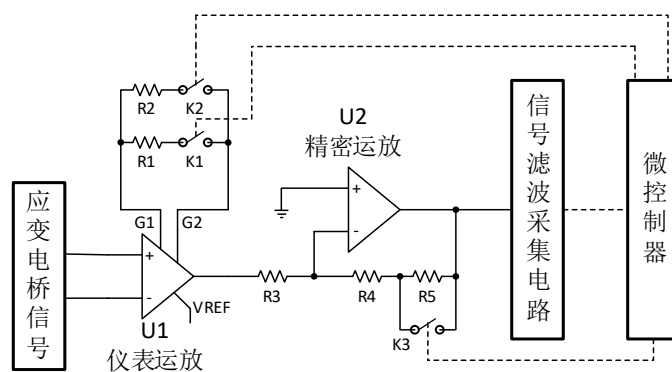 R2
K2
R1
K1
U2
精密运放
信号滤波采集电路
微控制器
应变电桥信号
G1
G2
+
-
+
-
VREF
U1
仪表运放
R3
R4
R5
K3